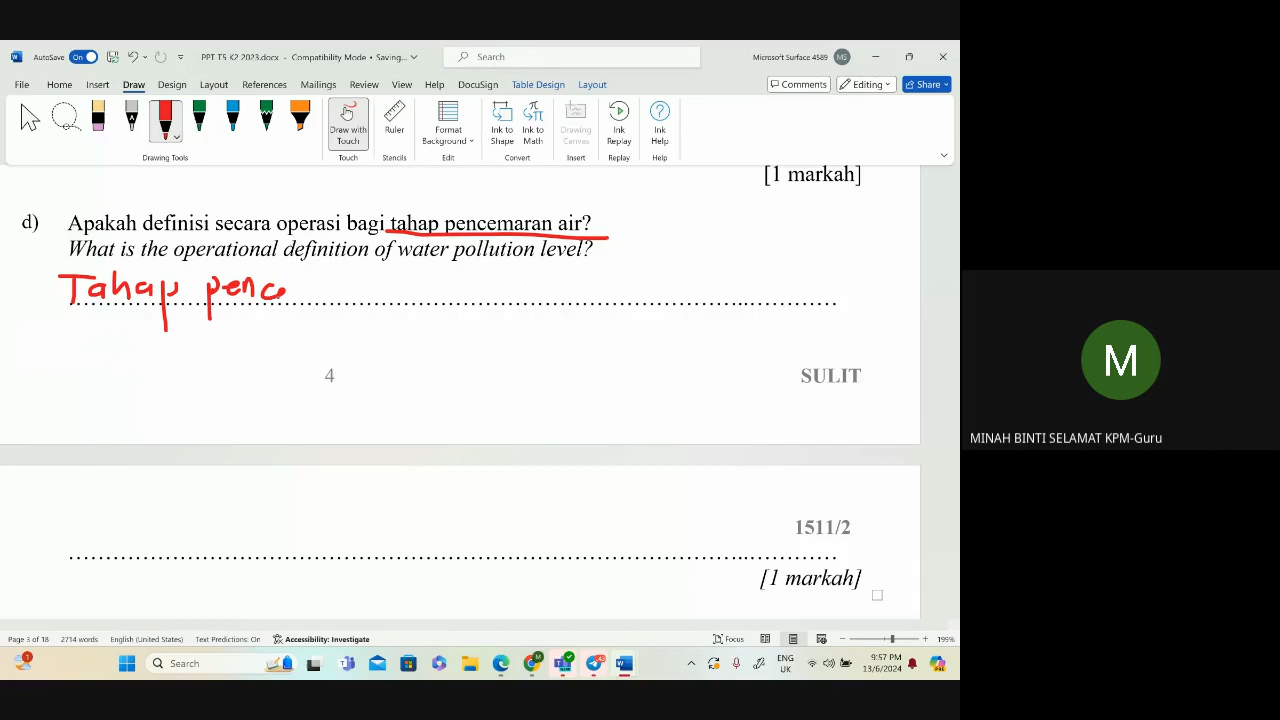 AutoSave On PPT T5 K2 2023.docx - Compatibility Mode • Saving... Search Microsoft Surface 4589 MS
File Home Insert Draw Design Layout References Mailings Review View Help DocuSign Table Design Layout Comments Editing Share
Draw with Touch Ruler Format Background Ink to Shape Ink to Math Drawing Canvas Ink Replay Ink Help
Drawing Tools Touch Stencils Edit Convert Insert Replay Help
[1 markah]
d) Apakah definisi secara operasi bagi tahap pencemaran air?
What is the operational definition of water pollution level?
Tahap pence
4 SULIT
M
MINAH BINTI SELAMAT KPM-Guru
1511/2
[1 markah]
Page 3 of 18 2714 words English (United States) Text Predictions: On Accessibility: Investigate Focus 199%
Search ENG UK 9:57 PM 13/6/2024